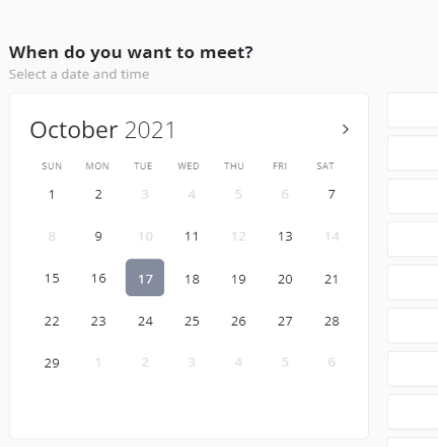 When do you want to meet?
Select a date and time
October 2021 >
SUN MON TUE WED THU FRI SAT
1 2 3 4 5 6 7
8 9 10 11 12 13 14
15 16 17 18 19 20 21
22 23 24 25 26 27 28
29 1 2 3 4 5 6